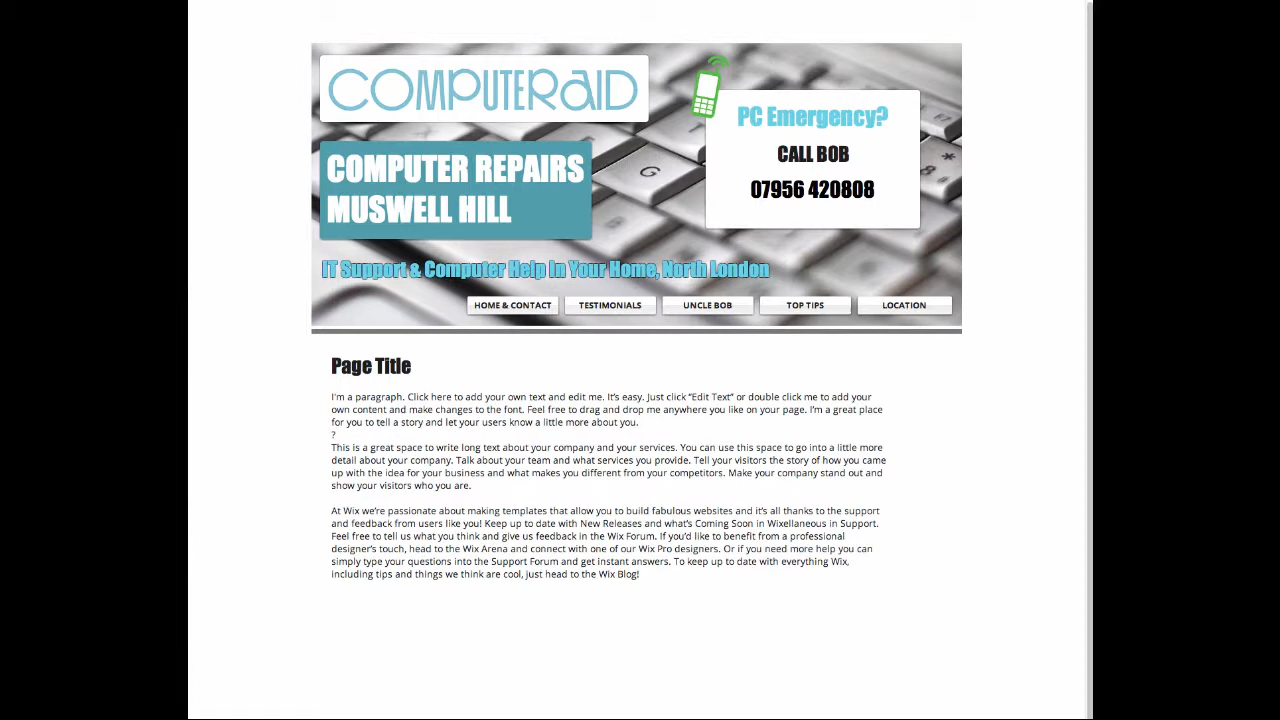 COMPUTERAID
PC Emergency?
CALL BOB
07956 420808
COMPUTER REPAIRS
MUSWELL HILL
G
*
8
IT Support & Computer Help In Your Home, North London
HOME & CONTACT TESTIMONIALS UNCLE BOB TOP TIPS LOCATION
Page Title
I'm a paragraph. Click here to add your own text and edit me. It’s easy. Just click “Edit Text” or double click me to add your
own content and make changes to the font. Feel free to drag and drop me anywhere you like on your page. I’m a great place
for you to tell a story and let your users know a little more about you.
?
This is a great space to write long text about your company and your services. You can use this space to go into a little more
detail about your company. Talk about your team and what services you provide. Tell your visitors the story of how you came
up with the idea for your business and what makes you different from your competitors. Make your company stand out and
show your visitors who you are.
At Wix we’re passionate about making templates that allow you to build fabulous websites and it’s all thanks to the support
and feedback from users like you! Keep up to date with New Releases and what’s Coming Soon in Wixellaneous in Support.
Feel free to tell us what you think and give us feedback in the Wix Forum. If you’d like to benefit from a professional
designer’s touch, head to the Wix Arena and connect with one of our Wix Pro designers. Or if you need more help you can
simply type your questions into the Support Forum and get instant answers. To keep up to date with everything Wix,
including tips and things we think are cool, just head to the Wix Blog!